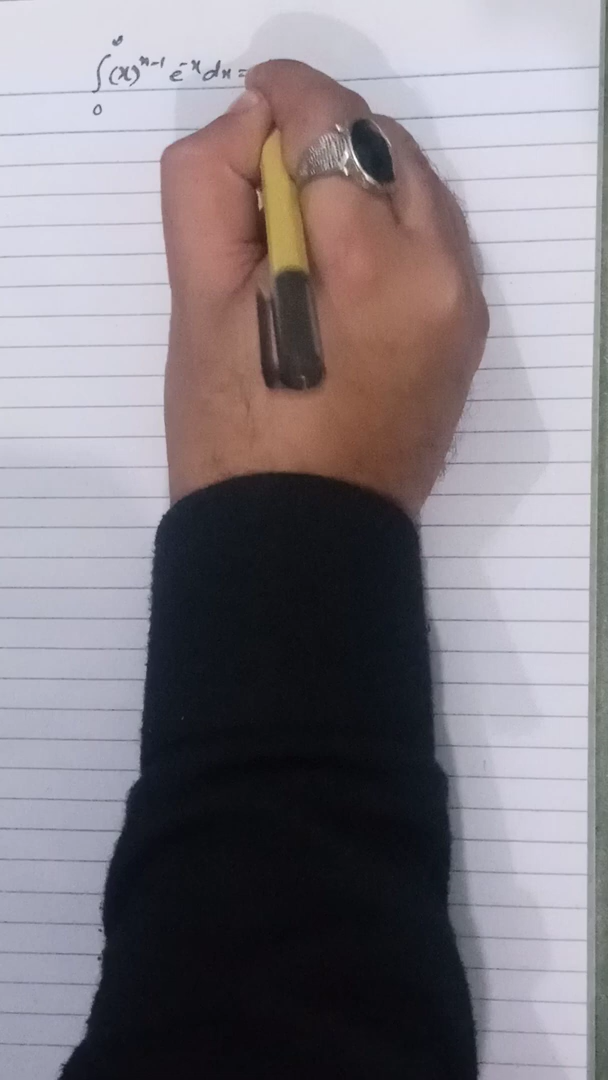 ∫₀^∞ (x)^{n-1} e^{-x} dx =